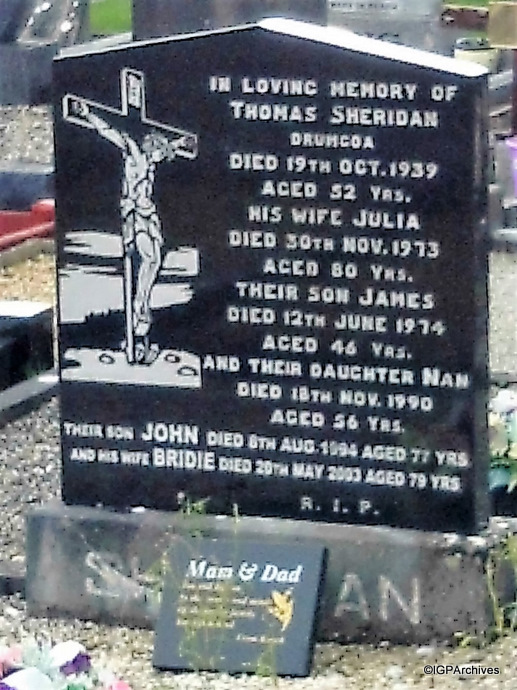 IN LOVING MEMORY OF
THOMAS SHERIDAN
DRUMCOA
DIED 19TH OCT. 1939
AGED 52 YRS.
HIS WIFE JULIA
DIED 30TH NOV. 1973
AGED 80 YRS.
THEIR SON JAMES
DIED 12TH JUNE 1974
AGED 46 YRS.
AND THEIR DAUGHTER NAN
DIED 18TH NOV. 1990
AGED 56 YRS.
THEIR SON JOHN DIED 8TH AUG. 1994 AGED 77 YRS
AND HIS WIFE BRIDIE DIED 20TH MAY 2003 AGED 79 YRS
R. I. P.
Mam & Dad
©IGPArchives